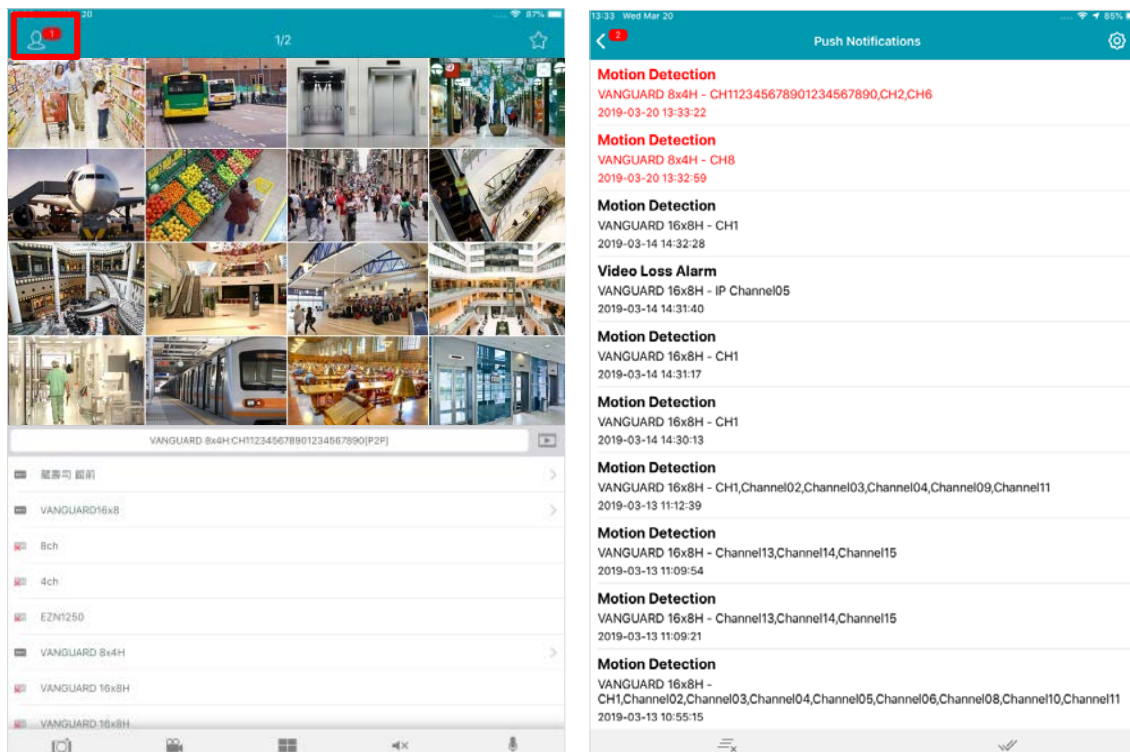 20
87%
1
1/2
VANGUARD 8x4H:CH112345678901234567890[P2P]
藏壽司 館前
VANGUARD16x8
8ch
4ch
EZN1250
VANGUARD 8x4H
VANGUARD 16x8H
VANGUARD 16x8H
13:33 Wed Mar 20
85%
2
Push Notifications
Motion Detection
VANGUARD 8x4H - CH112345678901234567890,CH2,CH6
2019-03-20 13:33:22
Motion Detection
VANGUARD 8x4H - CH8
2019-03-20 13:32:59
Motion Detection
VANGUARD 16x8H - CH1
2019-03-14 14:32:28
Video Loss Alarm
VANGUARD 16x8H - IP Channel05
2019-03-14 14:31:40
Motion Detection
VANGUARD 16x8H - CH1
2019-03-14 14:31:17
Motion Detection
VANGUARD 16x8H - CH1
2019-03-14 14:30:13
Motion Detection
VANGUARD 16x8H - CH1,Channel02,Channel03,Channel04,Channel09,Channel11
2019-03-13 11:12:39
Motion Detection
VANGUARD 16x8H - Channel13,Channel14,Channel15
2019-03-13 11:09:54
Motion Detection
VANGUARD 16x8H - Channel13,Channel14,Channel15
2019-03-13 11:09:21
Motion Detection
VANGUARD 16x8H -
CH1,Channel02,Channel03,Channel04,Channel05,Channel06,Channel08,Channel10,Channel11
2019-03-13 10:55:15